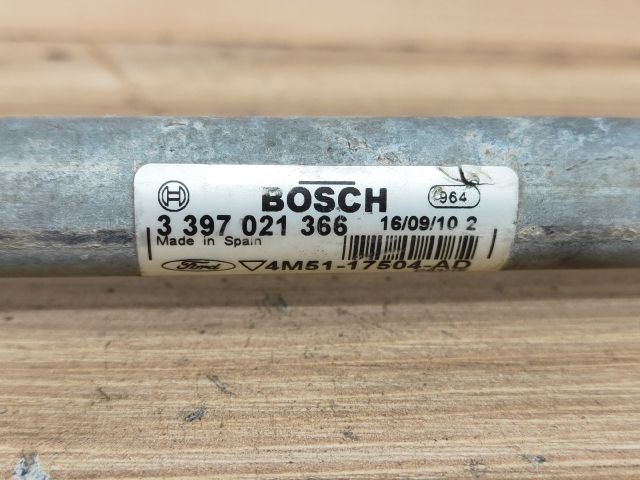 BOSCH 964
3 397 021 366 16/09/10 2
Made in Spain
Ford 4M51-17504-AD